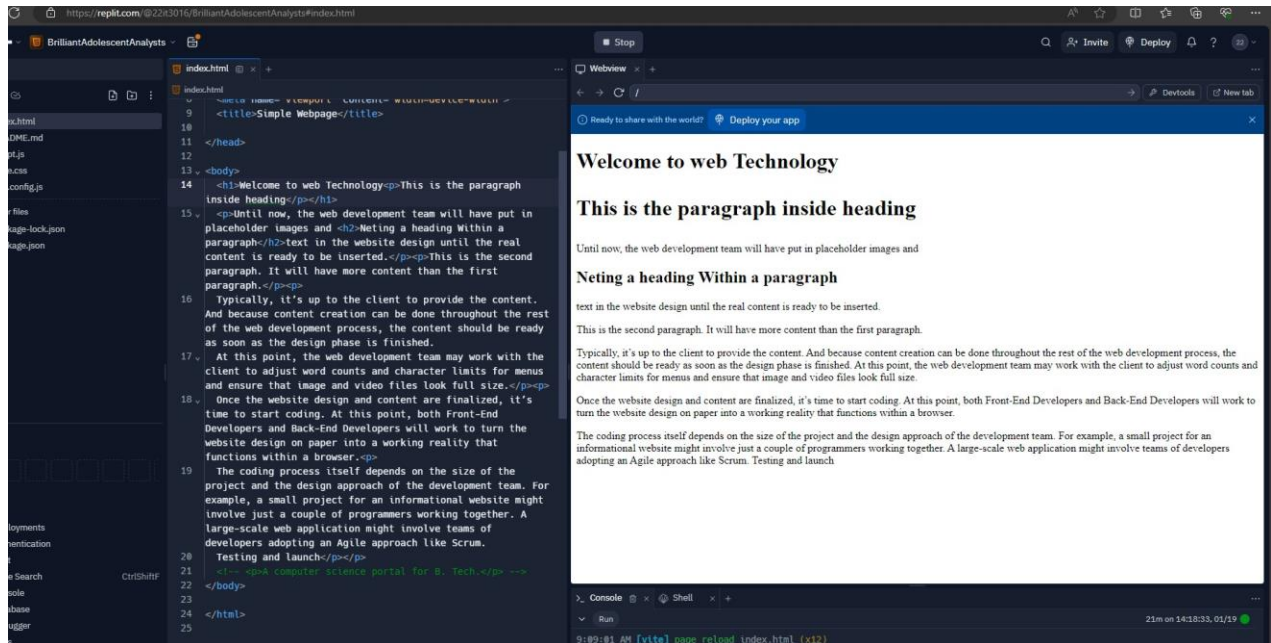 https://replit.com/@22it3016/BrilliantAdolescentAnalysts#index.html
BrilliantAdolescentAnalysts
Stop
Invite
Deploy
?
22
index.html
Webview
index.html
/
Devtools
New tab
Ready to share with the world?
Deploy your app
ex.html
ADME.md
pt.js
e.css
.config.js
r files
kage-lock.json
kage.json
loyments
hentication
t
e Search
CtrlShiftF
sole
abase
ugger
8 <meta name="viewport" content="width=device-width">
9 <title>Simple Webpage</title>
10
11 </head>
12
13 <body>
14 <h1>Welcome to web Technology<p>This is the paragraph
inside heading</p></h1>
15 <p>Until now, the web development team will have put in
placeholder images and <h2>Neting a heading Within a
paragraph</h2>text in the website design until the real
content is ready to be inserted.</p><p>This is the second
paragraph. It will have more content than the first
paragraph.</p><p>
16 Typically, it's up to the client to provide the content.
And because content creation can be done throughout the rest
of the web development process, the content should be ready
as soon as the design phase is finished.
17 At this point, the web development team may work with the
client to adjust word counts and character limits for menus
and ensure that image and video files look full size.</p><p>
18 Once the website design and content are finalized, it's
time to start coding. At this point, both Front-End
Developers and Back-End Developers will work to turn the
website design on paper into a working reality that
functions within a browser.<p>
19 The coding process itself depends on the size of the
project and the design approach of the development team. For
example, a small project for an informational website might
involve just a couple of programmers working together. A
large-scale web application might involve teams of
developers adopting an Agile approach like Scrum.
20 Testing and launch</p></p>
21 <!-- <p>A computer science portal for B. Tech.</p> -->
22 </body>
23
24 </html>
25
Welcome to web Technology
This is the paragraph inside heading
Until now, the web development team will have put in placeholder images and
Neting a heading Within a paragraph
text in the website design until the real content is ready to be inserted.
This is the second paragraph. It will have more content than the first paragraph.
Typically, it's up to the client to provide the content. And because content creation can be done throughout the rest of the web development process, the
content should be ready as soon as the design phase is finished. At this point, the web development team may work with the client to adjust word counts and
character limits for menus and ensure that image and video files look full size.
Once the website design and content are finalized, it's time to start coding. At this point, both Front-End Developers and Back-End Developers will work to
turn the website design on paper into a working reality that functions within a browser.
The coding process itself depends on the size of the project and the design approach of the development team. For example, a small project for an
informational website might involve just a couple of programmers working together. A large-scale web application might involve teams of developers
adopting an Agile approach like Scrum. Testing and launch
Console
Shell
Run
21m on 14:18:33, 01/19
9:09:01 AM [vite] page reload index.html (x12)